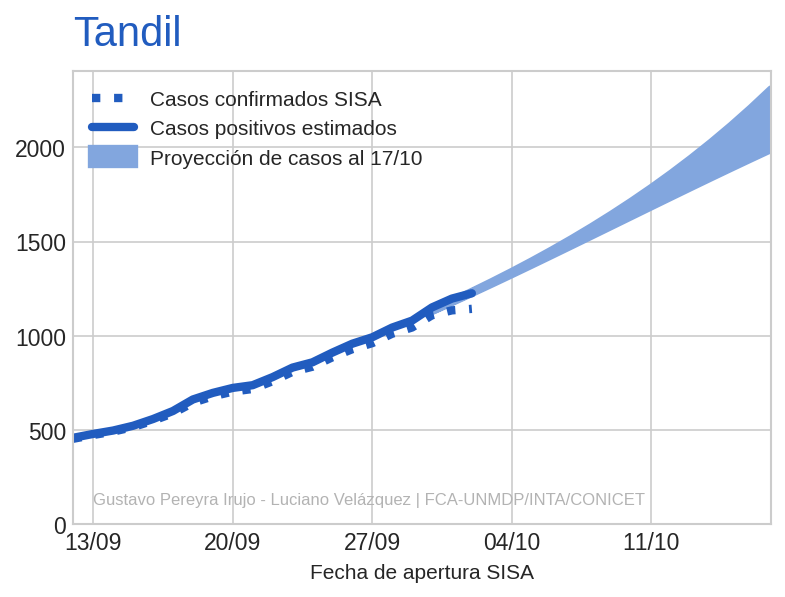 Tandil
Casos confirmados SISA
Casos positivos estimados
Proyección de casos al 17/10
2000
1500
1000
500
0
Gustavo Pereyra Irujo - Luciano Velázquez | FCA-UNMDP/INTA/CONICET
13/09 20/09 27/09 04/10 11/10
Fecha de apertura SISA